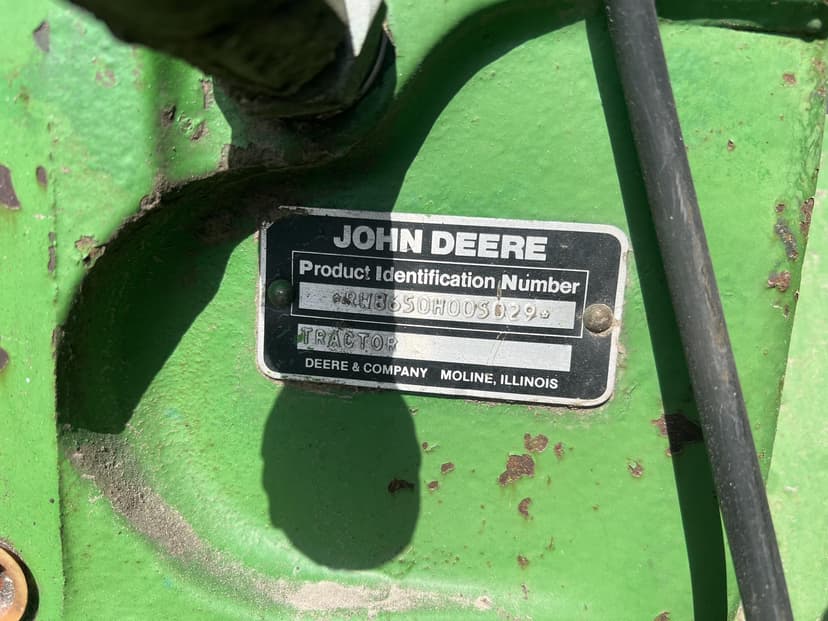 JOHN DEERE
Product Identification Number
*RW8650H005029*
TRACTOR
DEERE & COMPANY MOLINE, ILLINOIS